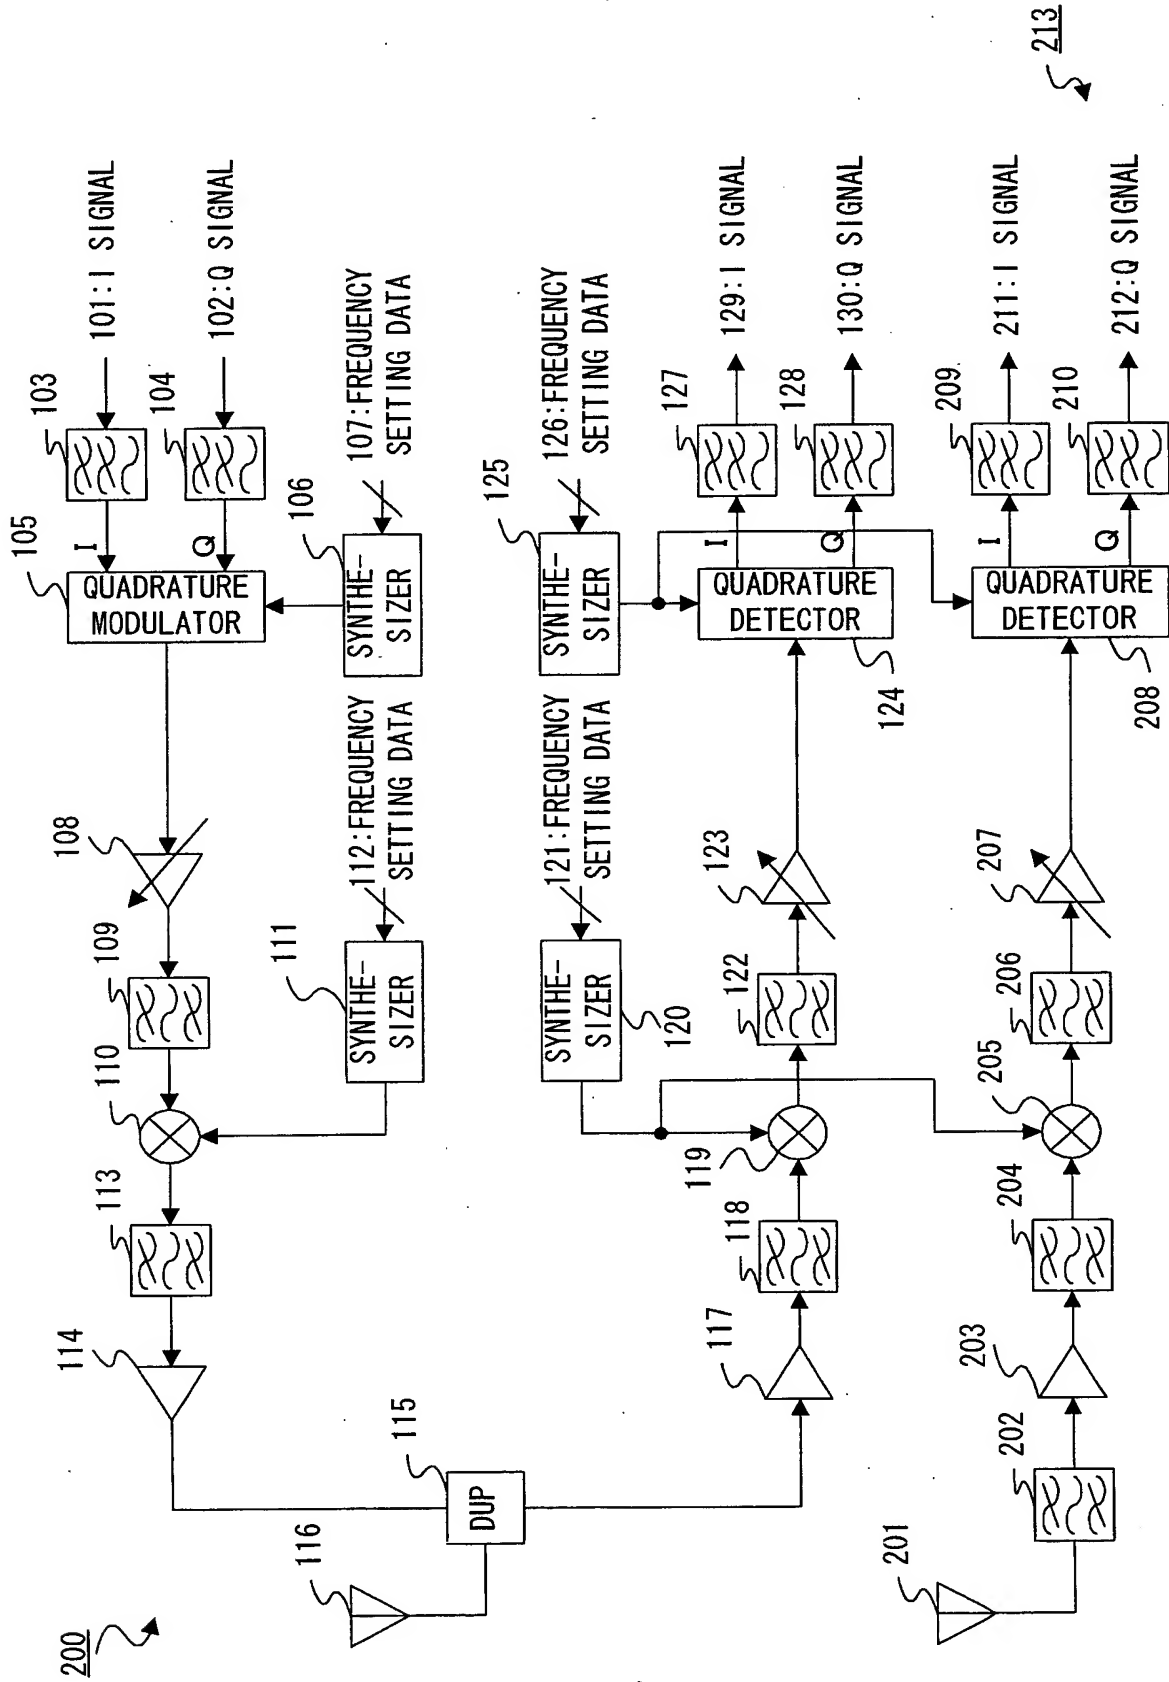 200
213
101:I SIGNAL
102:Q SIGNAL
103
104
I
Q
105
QUADRATURE
MODULATOR
106
SYNTHE-
SIZER
107:FREQUENCY
SETTING DATA
108
109
110
111
SYNTHE-
SIZER
112:FREQUENCY
SETTING DATA
113
114
115
DUP
116
117
118
119
120
SYNTHE-
SIZER
121:FREQUENCY
SETTING DATA
122
123
124
QUADRATURE
DETECTOR
125
SYNTHE-
SIZER
126:FREQUENCY
SETTING DATA
I
Q
127
128
129:I SIGNAL
130:Q SIGNAL
201
202
203
204
205
206
207
208
QUADRATURE
DETECTOR
I
Q
209
210
211:I SIGNAL
212:Q SIGNAL